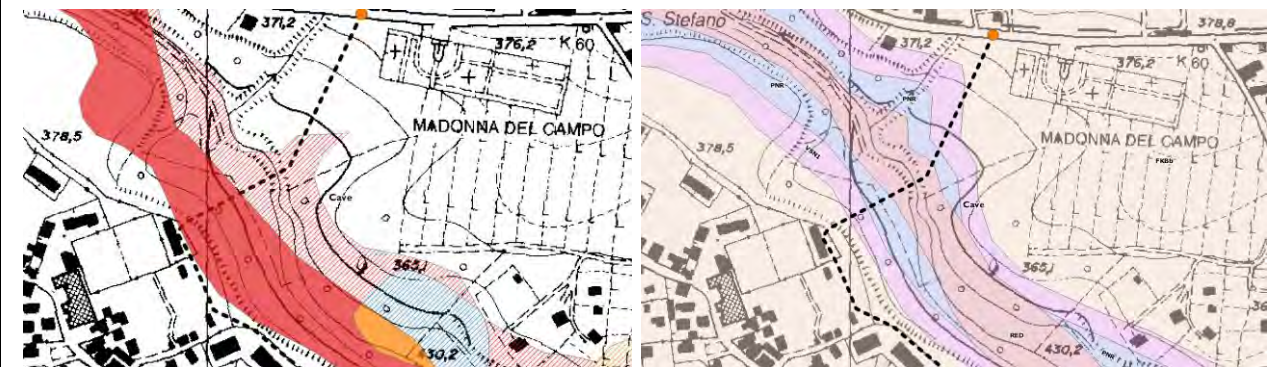 371,2
376,2
K 60
MADONNA DEL CAMPO
378,5
Cave
365,1
430,2
S. Stefano
378,8
371,2
376,2
K 60
PNR
PNR
MADONNA DEL CAMPO
378,5
FKBb
Cave
365,1
RED
430,2